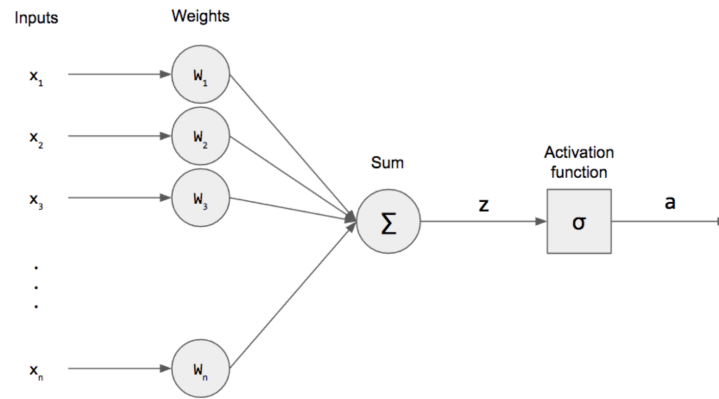 Inputs
Weights
x₁
W₁
x₂
W₂
Sum
Activation
function
x₃
W₃
Σ
z
σ
a
.
.
.
xₙ
Wₙ